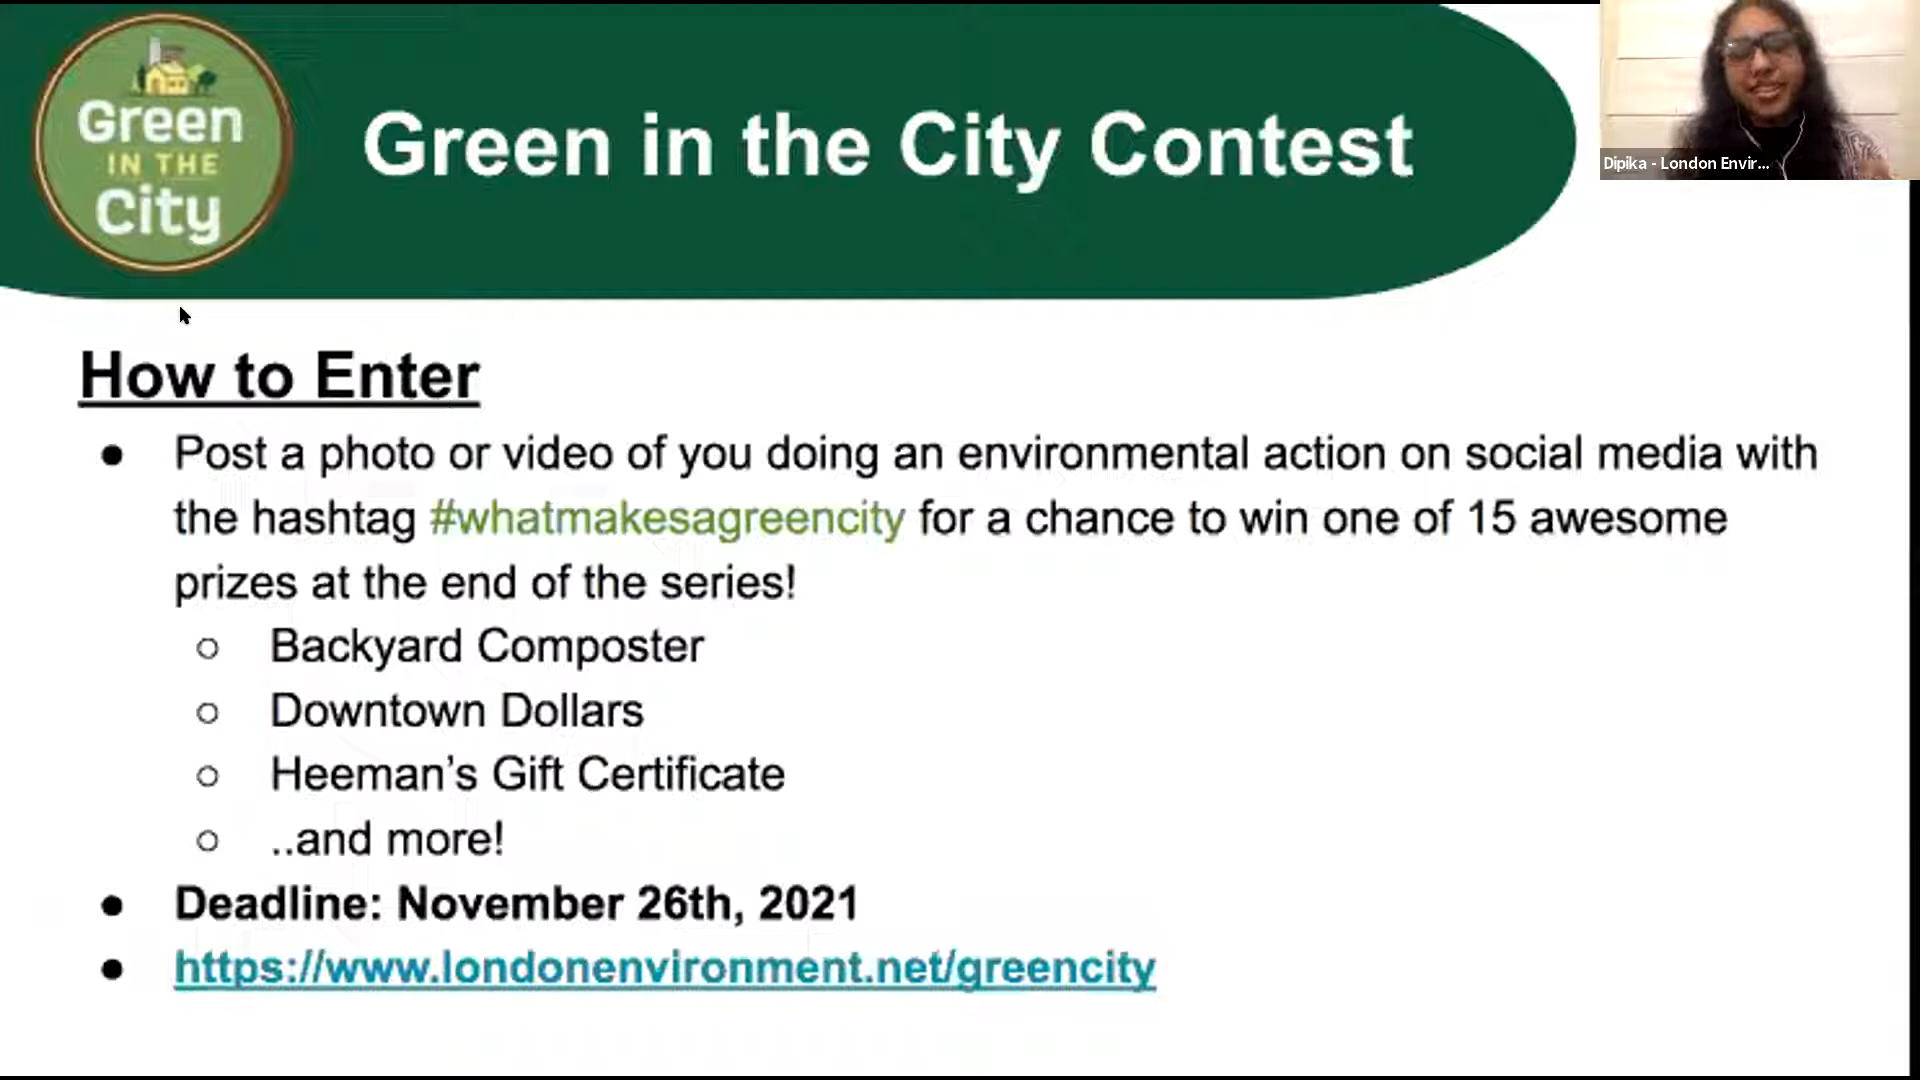 Green
IN THE
City
Green in the City Contest
Dipika - London Envir...
How to Enter
● Post a photo or video of you doing an environmental action on social media with
the hashtag #whatmakesagreencity for a chance to win one of 15 awesome
prizes at the end of the series!
○ Backyard Composter
○ Downtown Dollars
○ Heeman’s Gift Certificate
○ ..and more!
● Deadline: November 26th, 2021
● https://www.londonenvironment.net/greencity